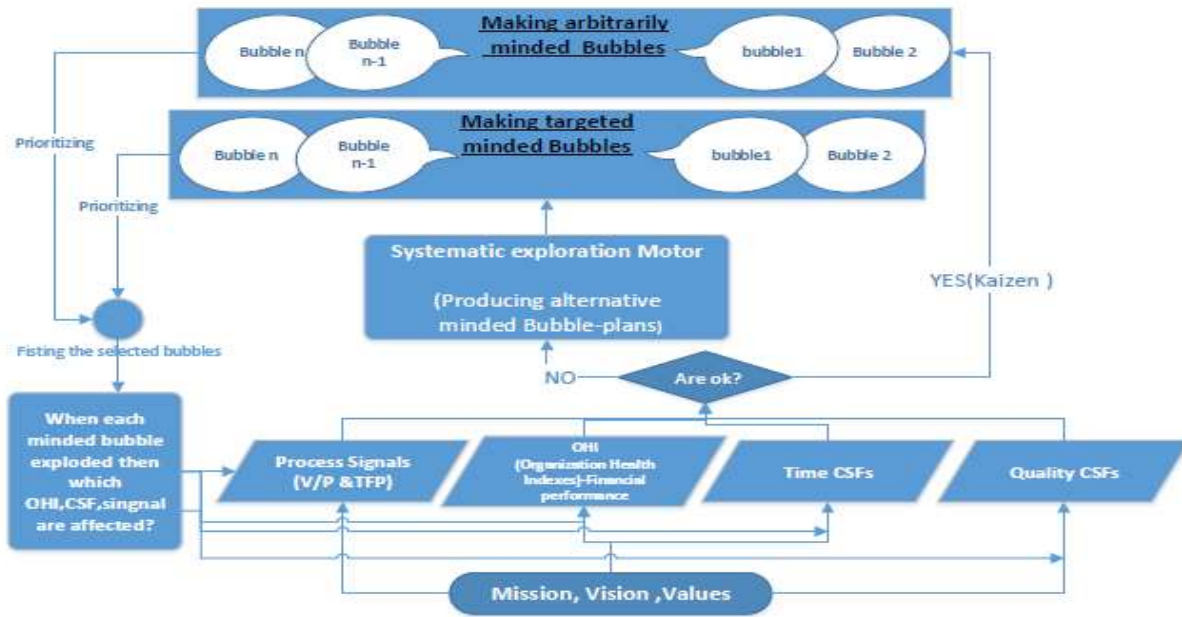 Making arbitrarily
minded Bubbles
Bubble n
Bubble
n-1
bubble1
Bubble 2
Making targeted
minded Bubbles
Bubble n
Bubble
n-1
bubble1
Bubble 2
Prioritizing
Prioritizing
Systematic exploration Motor
(Producing alternative
minded Bubble-plans)
YES(Kaizen )
Fisting the selected bubbles
NO
Are ok?
When each
minded bubble
exploded then
which
OHI,CSF,singnal
are affected?
Process Signals
(V/P &TFP)
OHI
(Organization Health
Indexes)-Financial
performance
Time CSFs
Quality CSFs
Mission, Vision ,Values